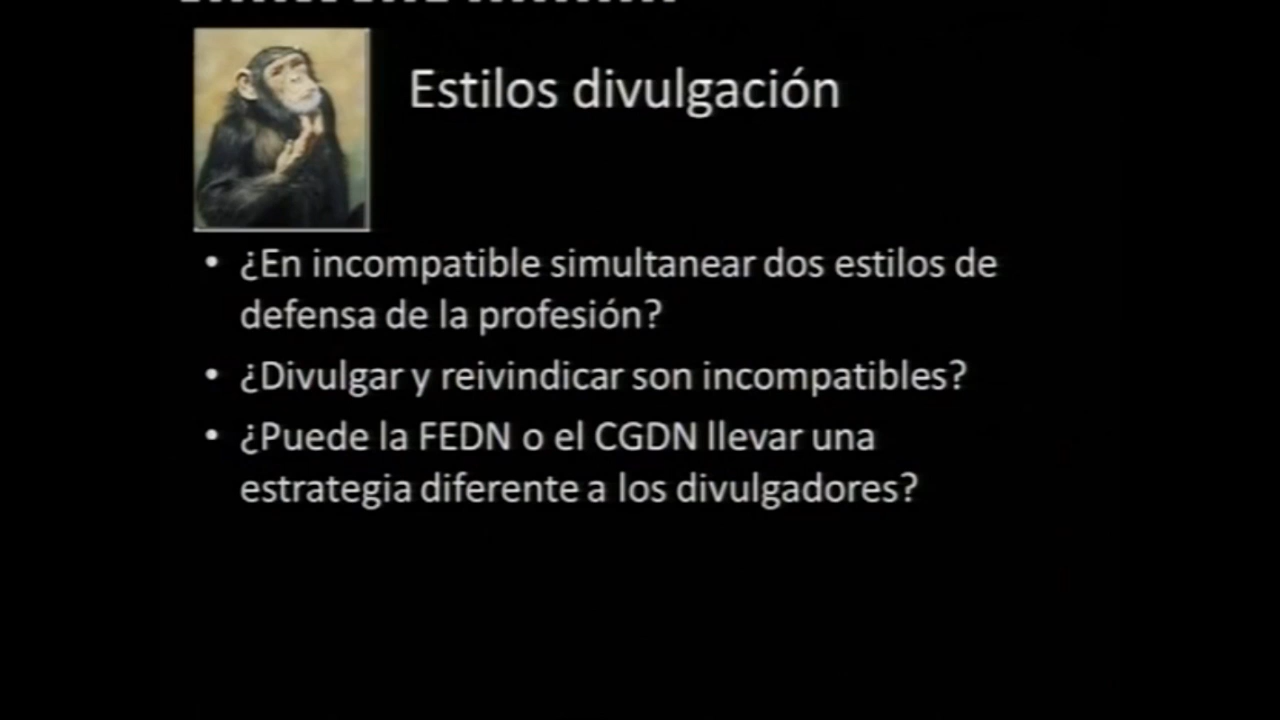 Estilos divulgación
• ¿En incompatible simultanear dos estilos de
defensa de la profesión?
• ¿Divulgar y reivindicar son incompatibles?
• ¿Puede la FEDN o el CGDN llevar una
estrategia diferente a los divulgadores?